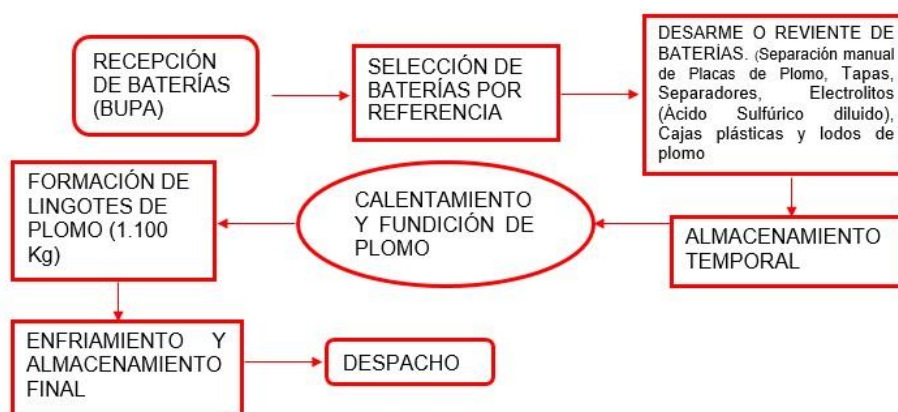 RECEPCIÓN
DE BATERÍAS
(BUPA)
SELECCIÓN DE
BATERÍAS POR
REFERENCIA
DESARME O REVIENTE DE
BATERÍAS. (Separación manual
de Placas de Plomo, Tapas,
Separadores, Electrolitos
(Ácido Sulfúrico diluido),
Cajas plásticas y lodos de
plomo
ALMACENAMIENTO
TEMPORAL
CALENTAMIENTO
Y FUNDICIÓN DE
PLOMO
FORMACIÓN DE
LINGOTES DE
PLOMO (1.100
Kg)
ENFRIAMIENTO Y
ALMACENAMIENTO
FINAL
DESPACHO